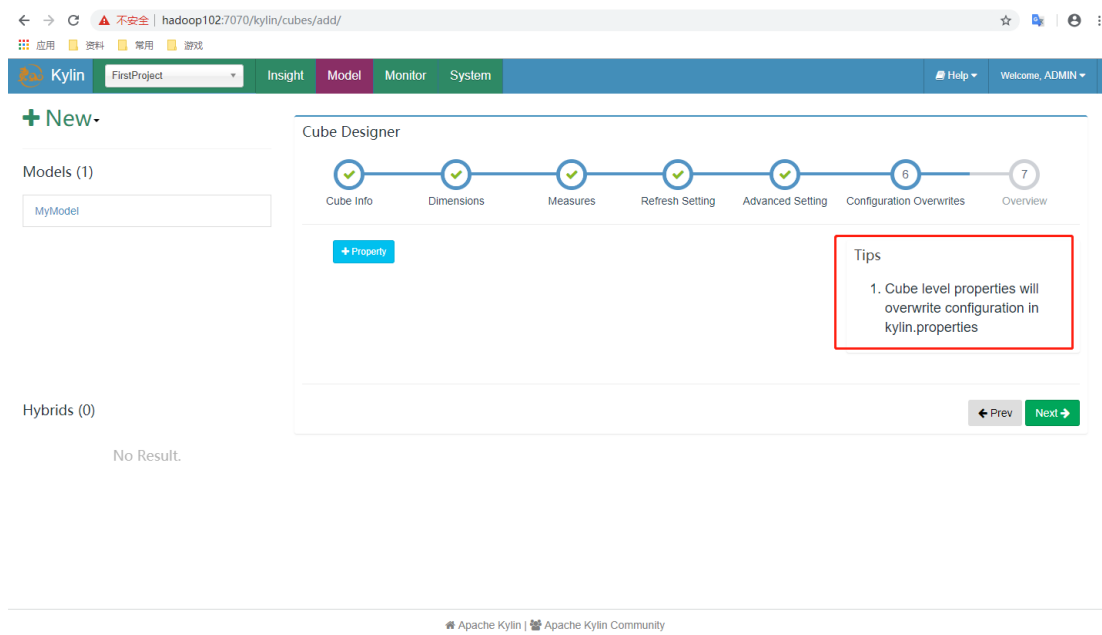 不安全 | hadoop102:7070/kylin/cubes/add/
应用 资料 常用 游戏
Kylin FirstProject Insight Model Monitor System Help Welcome, ADMIN
New
Cube Designer
Models (1)
MyModel
6 7
Cube Info Dimensions Measures Refresh Setting Advanced Setting Configuration Overwrites Overview
+ Property
Tips
1. Cube level properties will
overwrite configuration in
kylin.properties
Hybrids (0)
Prev Next
No Result.
Apache Kylin | Apache Kylin Community